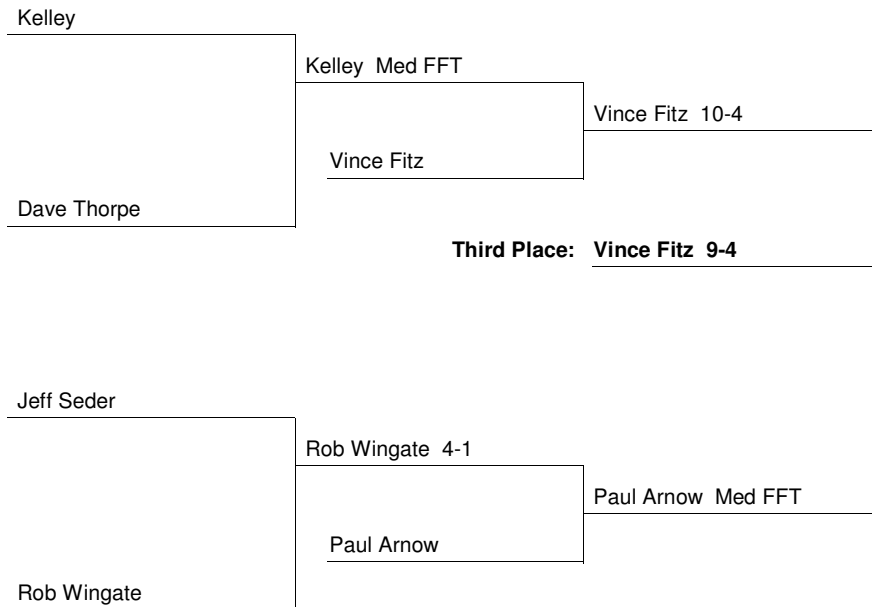 Kelley
Kelley Med FFT
Vince Fitz 10-4
Vince Fitz
Dave Thorpe
Third Place: Vince Fitz 9-4
Jeff Seder
Rob Wingate 4-1
Paul Arnow Med FFT
Paul Arnow
Rob Wingate